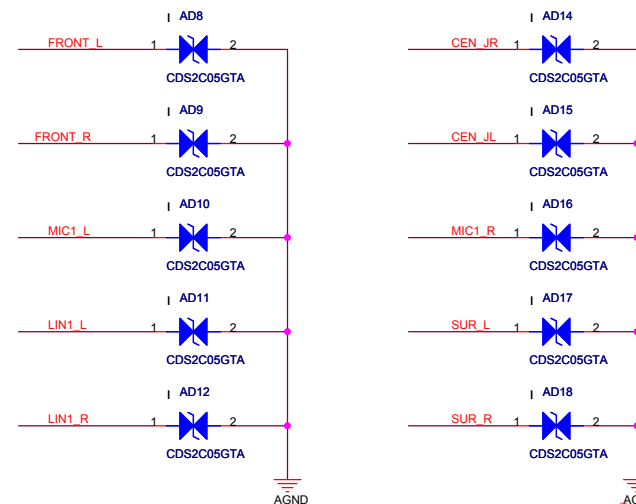 I AD8 I AD14
FRONT_L 1 2 CEN_JR 1 2
CDS2C05GTA CDS2C05GTA
I AD9 I AD15
FRONT_R 1 2 CEN_JL 1 2
CDS2C05GTA CDS2C05GTA
I AD10 I AD16
MIC1_L 1 2 MIC1_R 1 2
CDS2C05GTA CDS2C05GTA
I AD11 I AD17
LIN1_L 1 2 SUR_L 1 2
CDS2C05GTA CDS2C05GTA
I AD12 I AD18
LIN1_R 1 2 SUR_R 1 2
CDS2C05GTA CDS2C05GTA
AGND